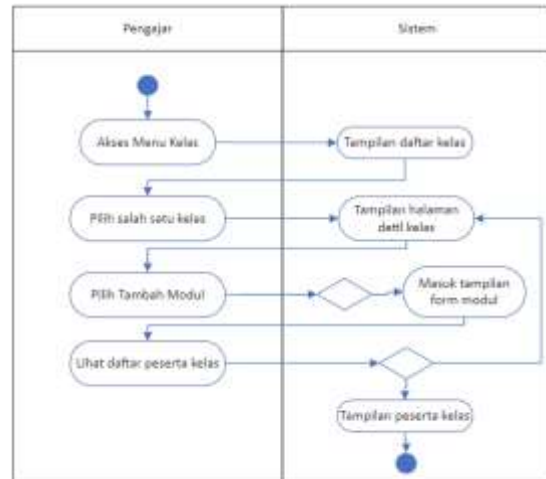 Pengajar
Sistem
Akses Menu Kelas
Tampilan daftar kelas
Pilih salah satu kelas
Tampilan halaman
detil kelas
Pilih Tambah Modul
Masuk tampilan
form modul
Lihat daftar peserta kelas
Tampilan peserta kelas